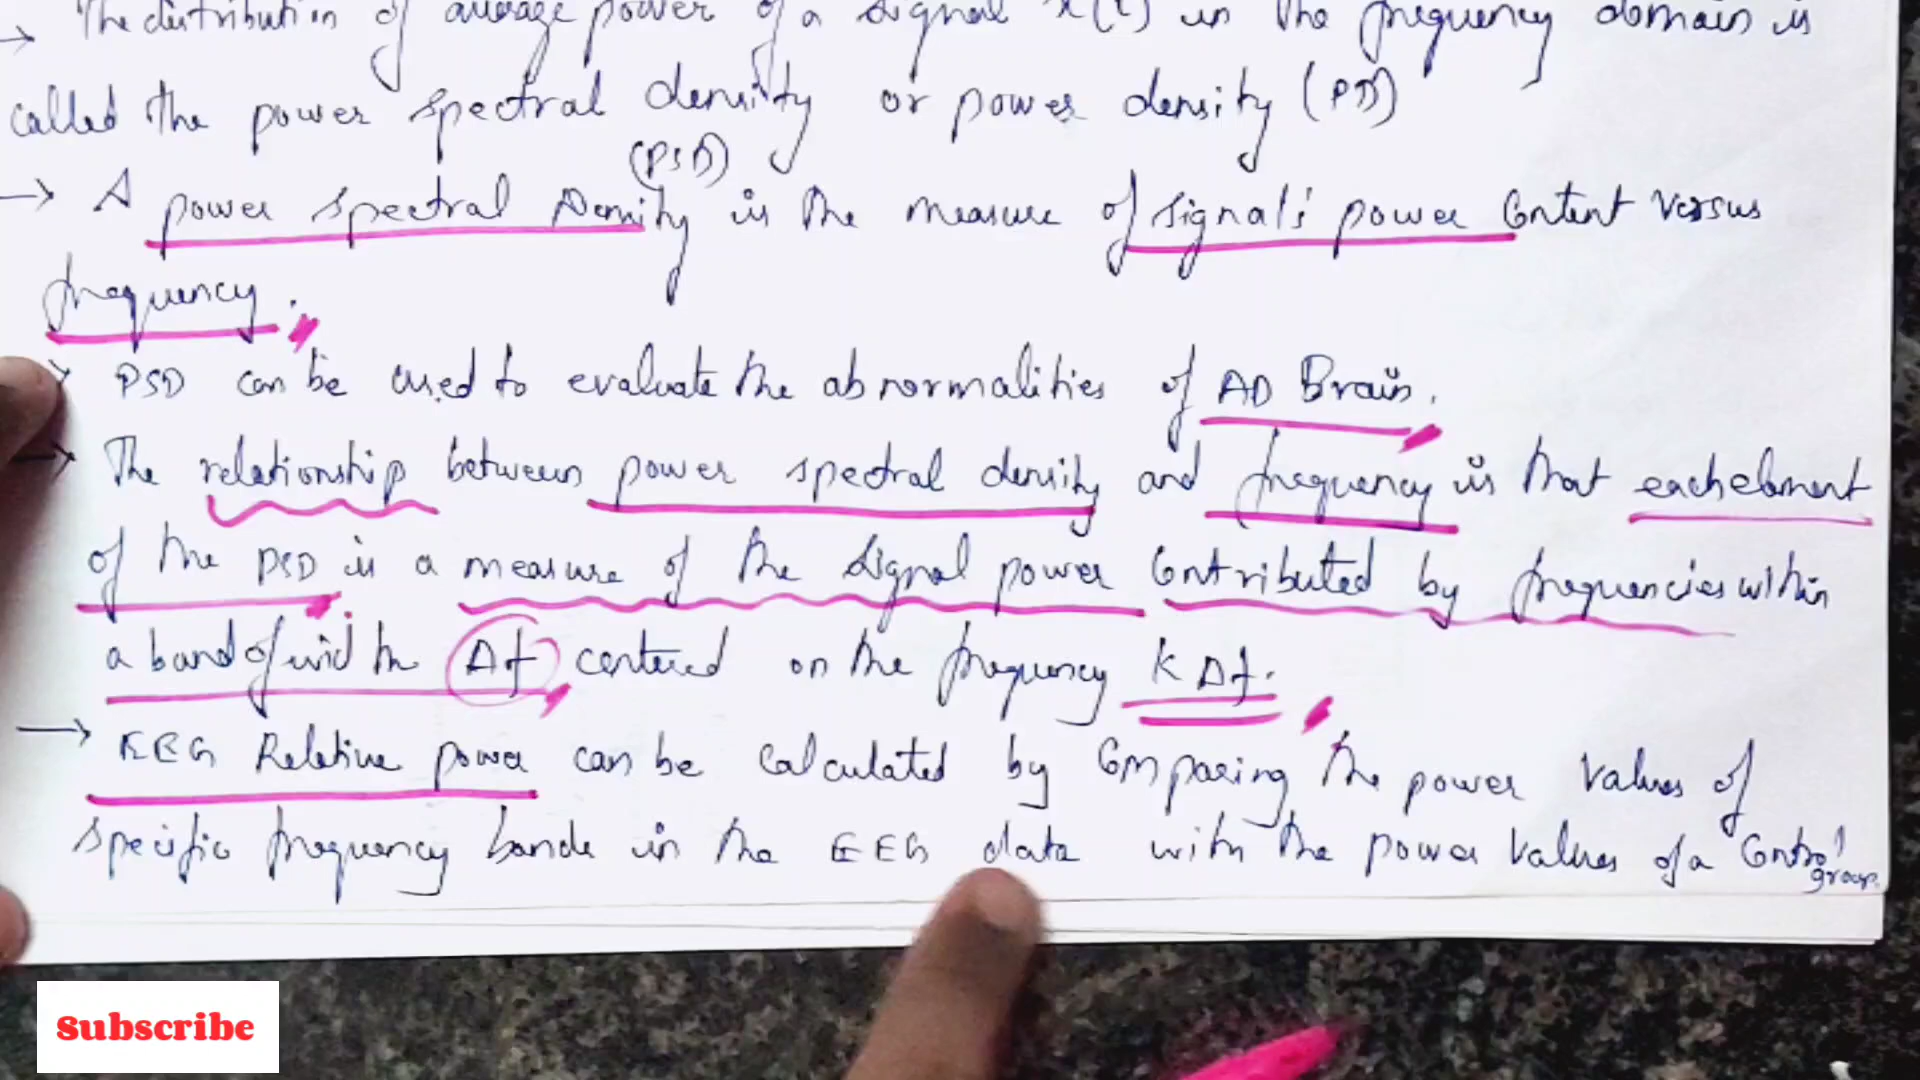 → The distribution of average power of a signal x(t) in the frequency domain is
called the power spectral density or power density (PD)
(PSD)
→ A power spectral Density is the measure of signal's power Content versus
frequency.
→ PSD can be used to evaluate the abnormalities of AD Brain.
→ The relationship between power spectral density and frequency is that each element
of the PSD is a measure of the signal power Contributed by frequencies within
a band of width Δf centered on the frequency K Δf.
→ EEG Relative power can be Calculated by Comparing the power values of
specific frequency bands in the EEG data with the power values of a Control
group.
Subscribe